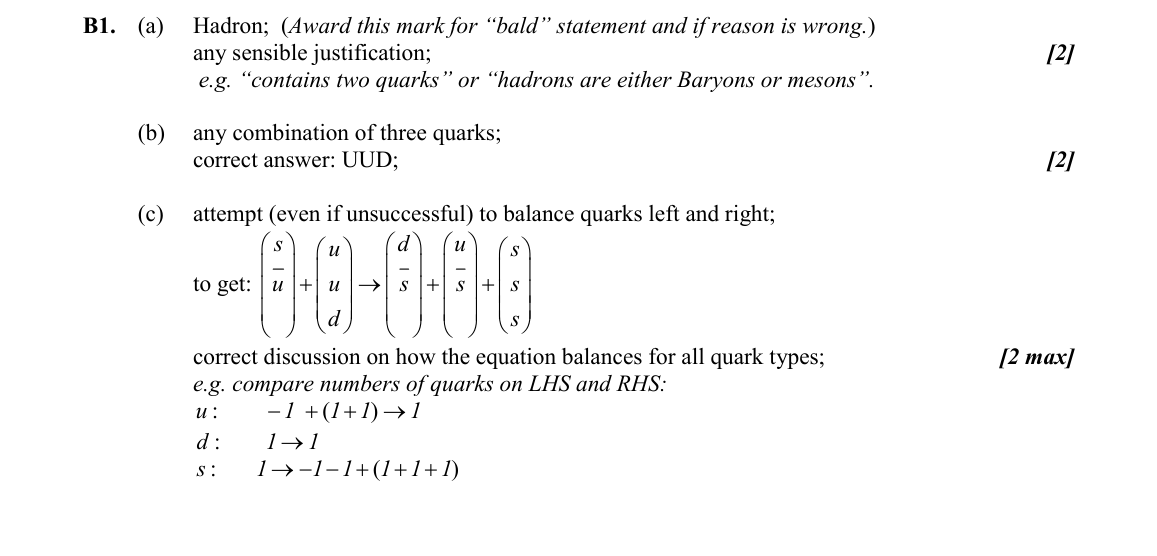 B1. (a) Hadron; (Award this mark for “bald” statement and if reason is wrong.)
any sensible justification; [2]
e.g. “contains two quarks” or “hadrons are either Baryons or mesons”.
(b) any combination of three quarks;
correct answer: UUD; [2]
(c) attempt (even if unsuccessful) to balance quarks left and right;
to get: (s u̅) + (u u d) → (d s̅) + (u s̅) + (s s s)
correct discussion on how the equation balances for all quark types; [2 max]
e.g. compare numbers of quarks on LHS and RHS:
u : −1 +(1+1)→1
d : 1→1
s : 1→−1−1+(1+1+1)